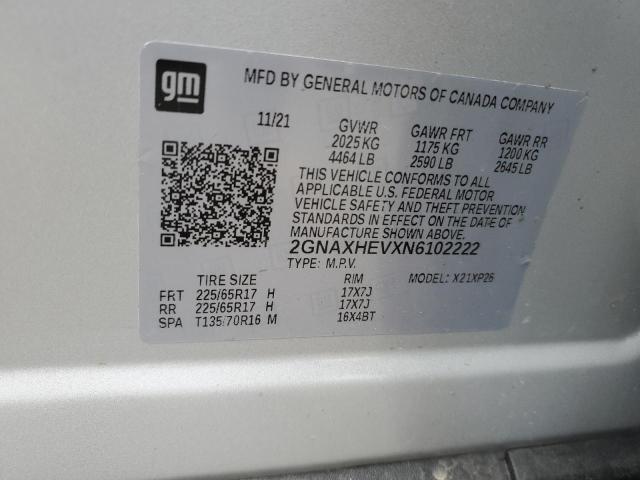 gm
MFD BY GENERAL MOTORS OF CANADA COMPANY
11/21 GVWR GAWR FRT GAWR RR
2025 KG 1175 KG 1200 KG
4464 LB 2590 LB 2645 LB
THIS VEHICLE CONFORMS TO ALL
APPLICABLE U.S. FEDERAL MOTOR
VEHICLE SAFETY AND THEFT PREVENTION
STANDARDS IN EFFECT ON THE DATE OF
MANUFACTURE SHOWN ABOVE.
2GNAXHEVXN6102222
TYPE: M.P.V. MODEL: X21XP26
TIRE SIZE RIM
FRT 225/65R17 H 17X7J
RR 225/65R17 H 17X7J
SPA T135/70R16 M 16X4BT